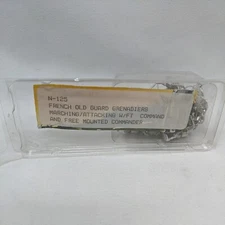 N-125
FRENCH OLD GUARD GRENADIERS
MARCHING/ATTACKING W/FT COMMAND
AND FREE MOUNTED COMMANDER